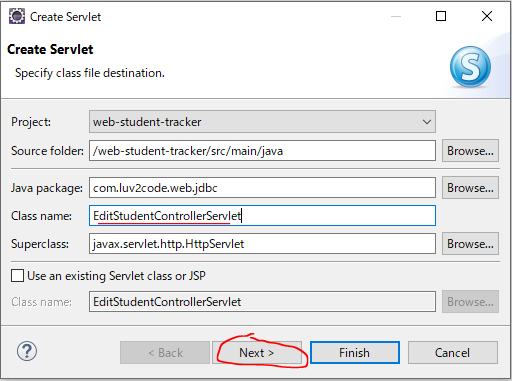 Create Servlet
Create Servlet
Specify class file destination.
S
Project: web-student-tracker
Source folder: /web-student-tracker/src/main/java Browse...
Java package: com.luv2code.web.jdbc Browse...
Class name: EditStudentControllerServlet
Superclass: javax.servlet.http.HttpServlet Browse...
Use an existing Servlet class or JSP
Class name: EditStudentControllerServlet Browse...
? < Back Next > Finish Cancel